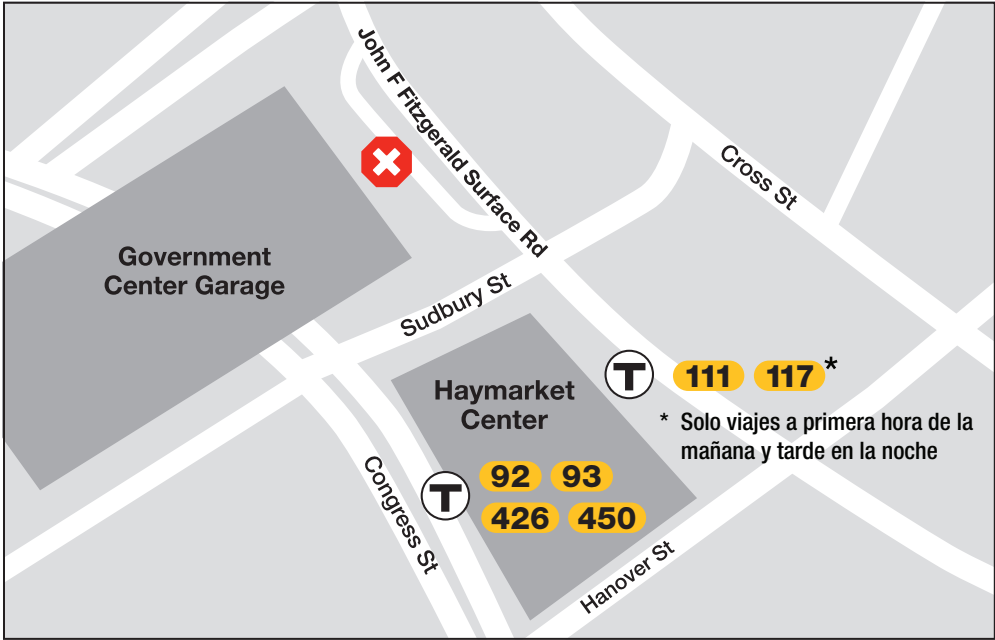 John F Fitzgerald Surface Rd
Cross St
Government
Center Garage
Sudbury St
Haymarket
Center
T
111 117*
* Solo viajes a primera hora de la
mañana y tarde en la noche
T
92 93
426 450
Congress St
Hanover St